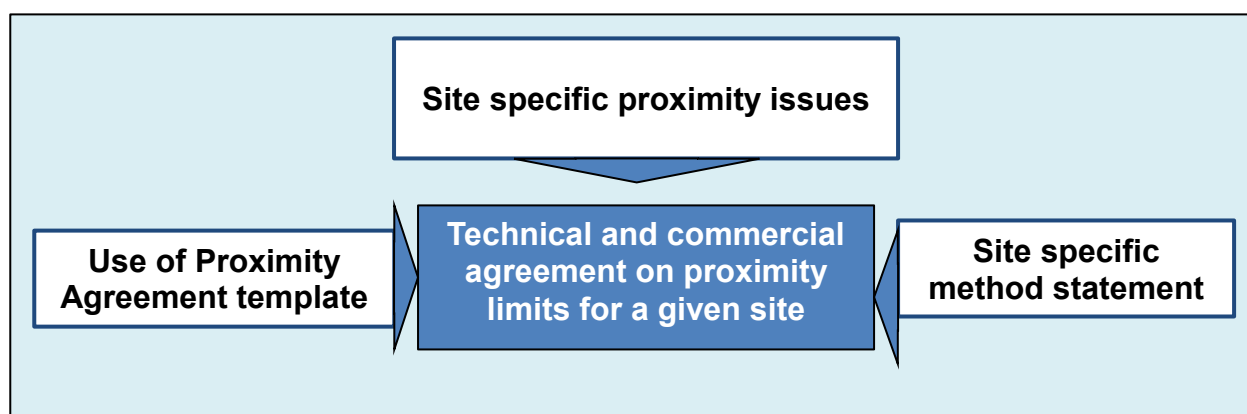 Site specific proximity issues
Use of Proximity
Agreement template
Technical and commercial
agreement on proximity
limits for a given site
Site specific
method statement